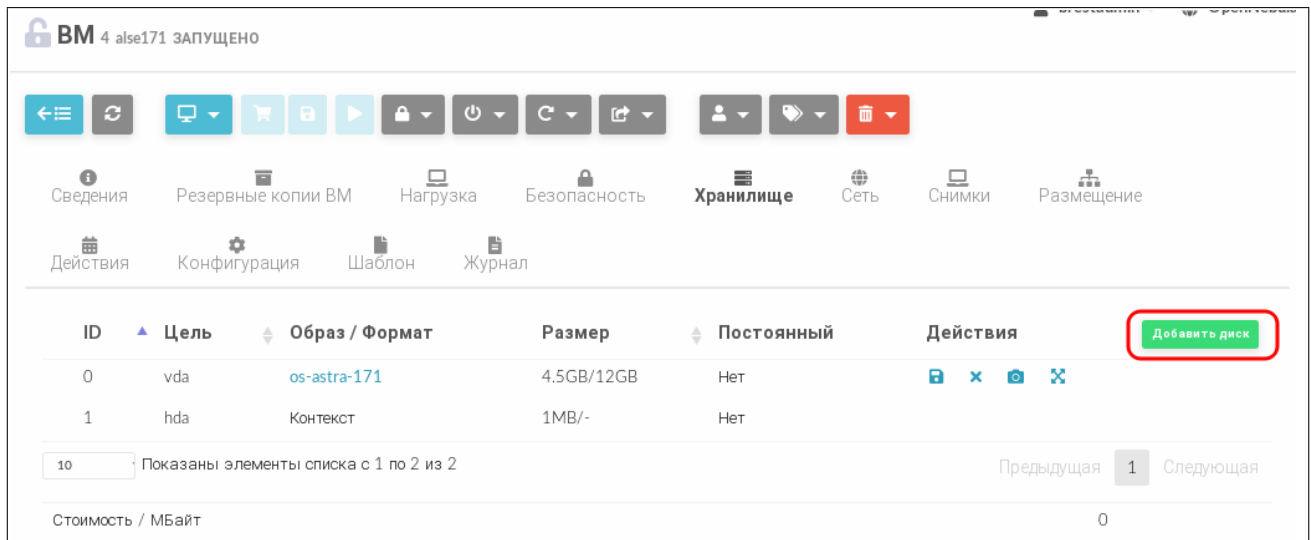 ВМ 4 alse171 ЗАПУЩЕНО
Сведения Резервные копии ВМ Нагрузка Безопасность Хранилище Сеть Снимки Размещение
Действия Конфигурация Шаблон Журнал
ID Цель Образ / Формат Размер Постоянный Действия Добавить диск
0 vda os-astra-171 4.5GB/12GB Нет
1 hda Контекст 1MB/- Нет
10 Показаны элементы списка с 1 по 2 из 2 Предыдущая 1 Следующая
Стоимость / МБайт 0